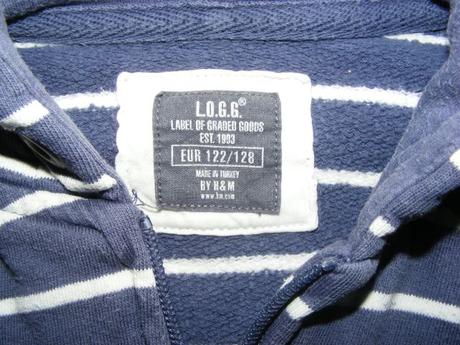 L.O.G.G.®
LABEL OF GRADED GOODS
EST. 1993
EUR 122/128
MADE IN TURKEY
BY H&M
www.hm.com